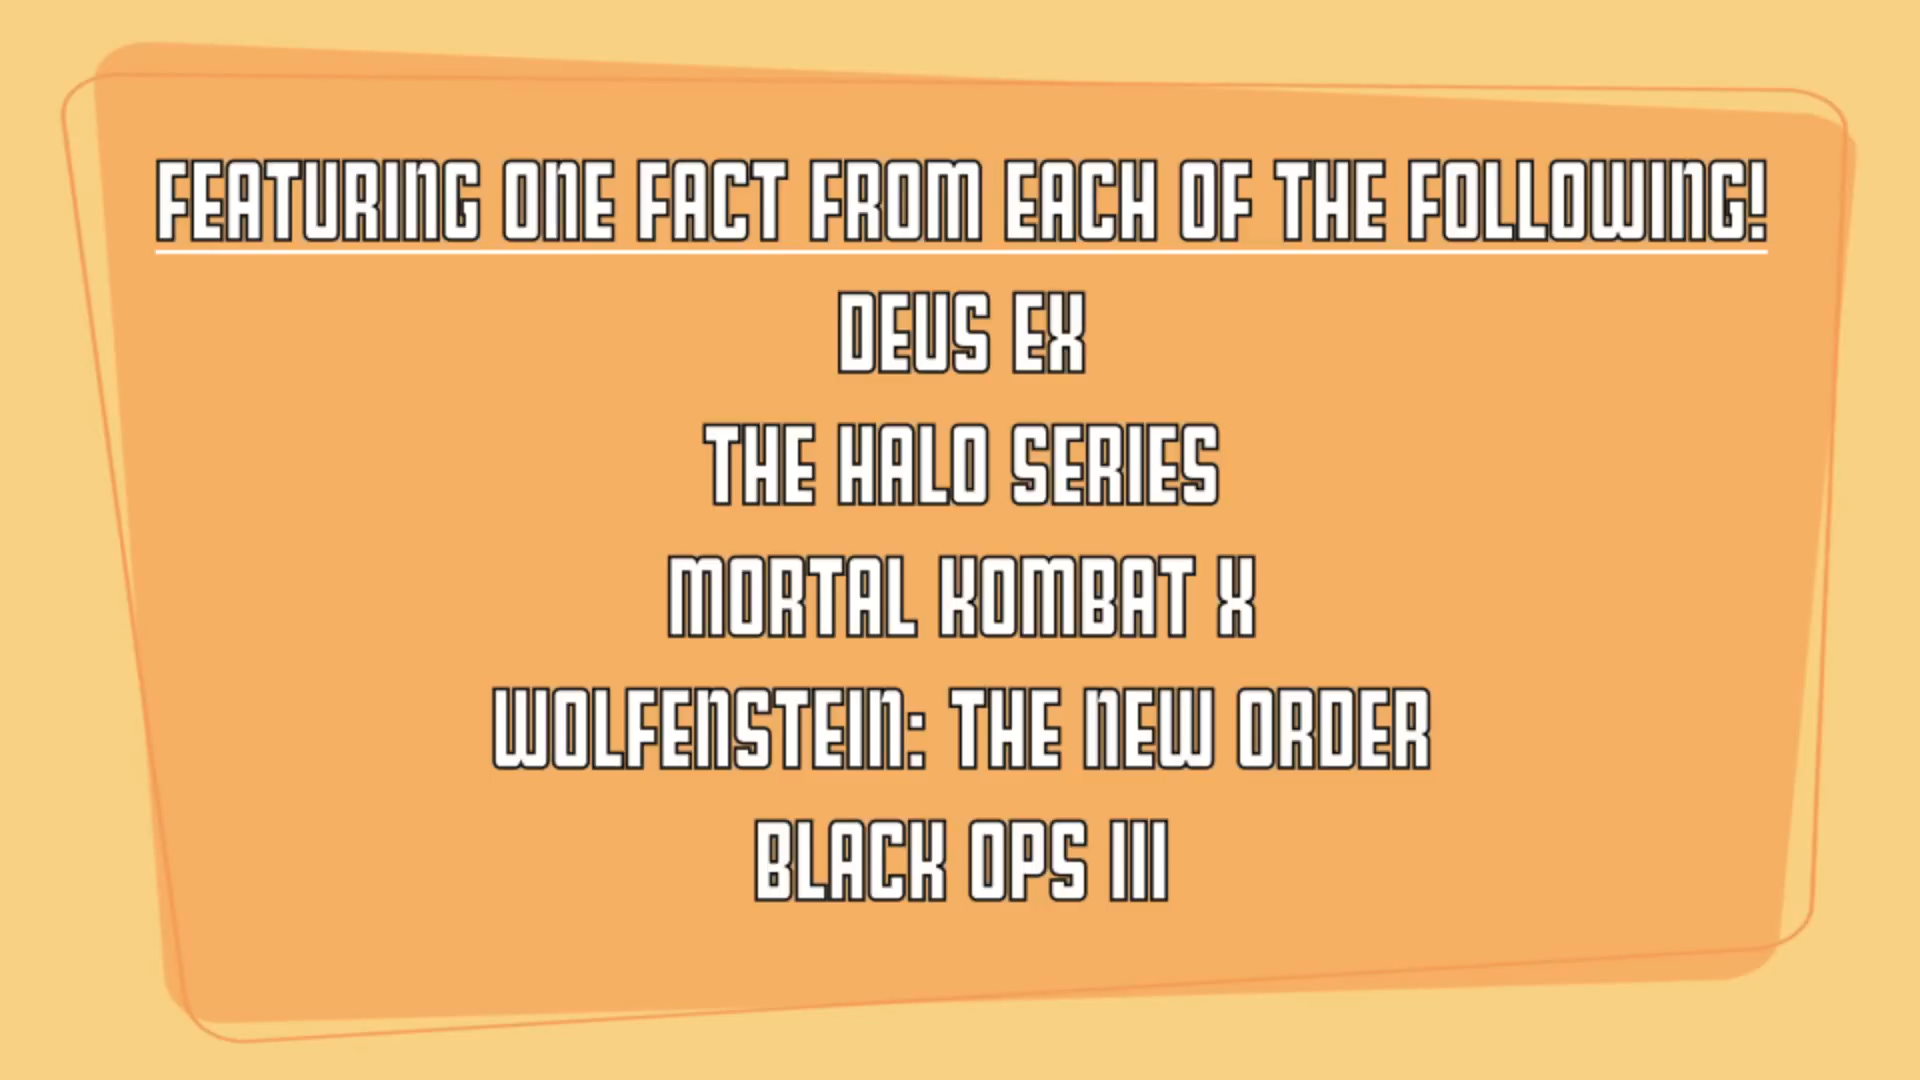 FEATURING ONE FACT FROM EACH OF THE FOLLOWING!
DEUS EX
THE HALO SERIES
MORTAL KOMBAT X
WOLFENSTEIN: THE NEW ORDER
BLACK OPS III